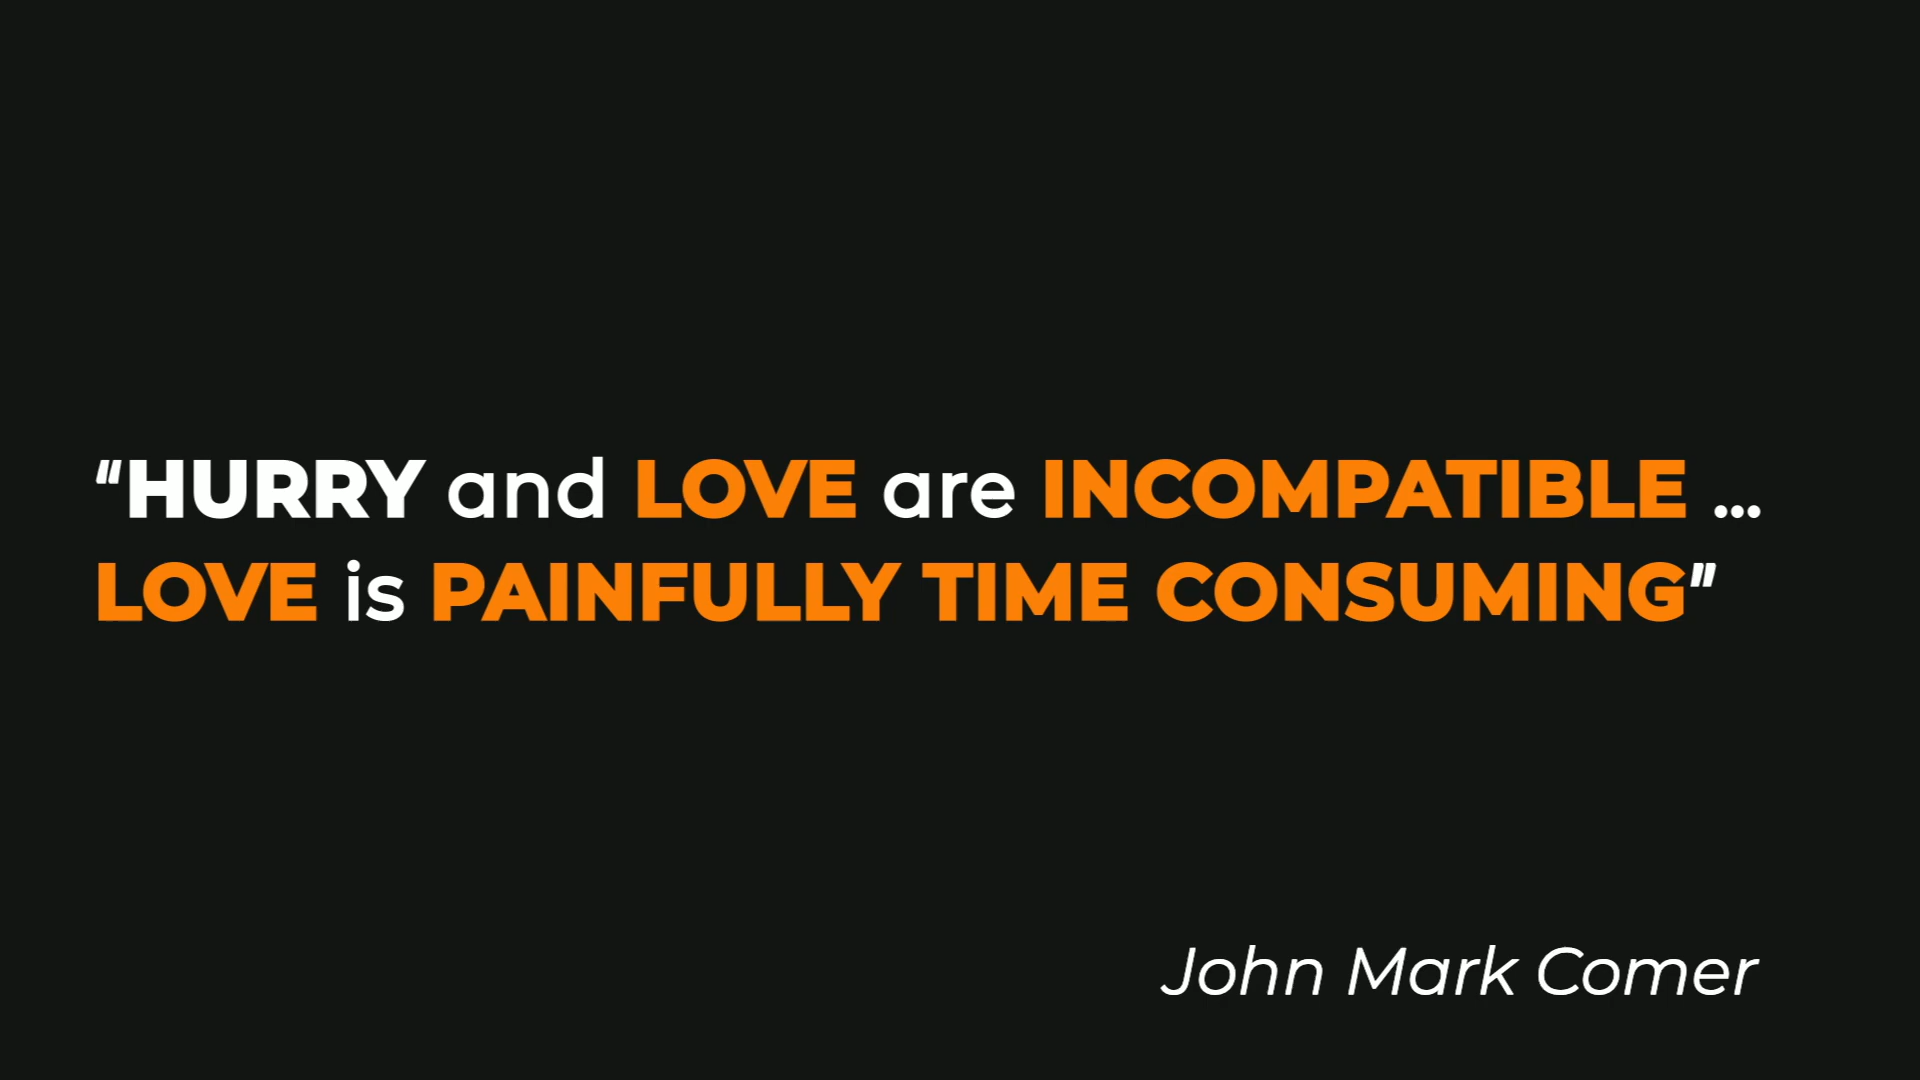 "HURRY and LOVE are INCOMPATIBLE ...
LOVE is PAINFULLY TIME CONSUMING"
John Mark Comer